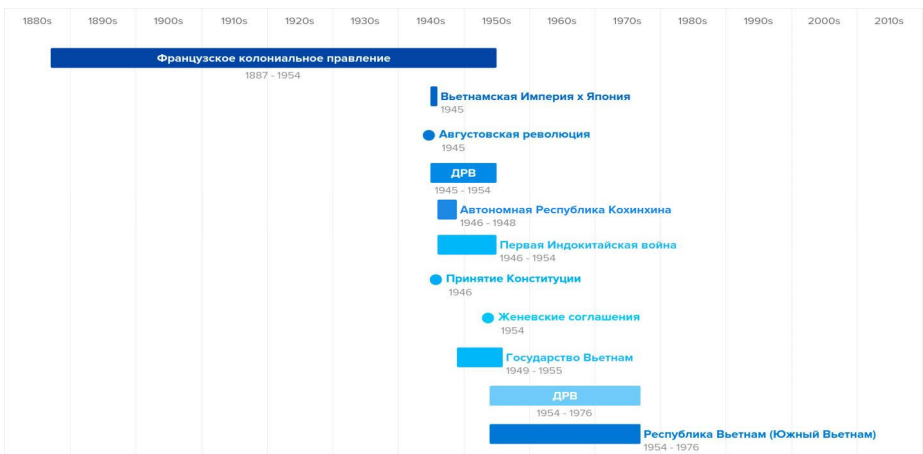 1880s 1890s 1900s 1910s 1920s 1930s 1940s 1950s 1960s 1970s 1980s 1990s 2000s 2010s
Французское колониальное правление
1887 - 1954
Вьетнамская Империя х Япония
1945
Августовская революция
1945
ДРВ
1945 - 1954
Автономная Республика Кохинхина
1946 - 1948
Первая Индокитайская война
1946 - 1954
Принятие Конституции
1946
Женевские соглашения
1954
Государство Вьетнам
1949 - 1955
ДРВ
1954 - 1976
Республика Вьетнам (Южный Вьетнам)
1954 - 1976